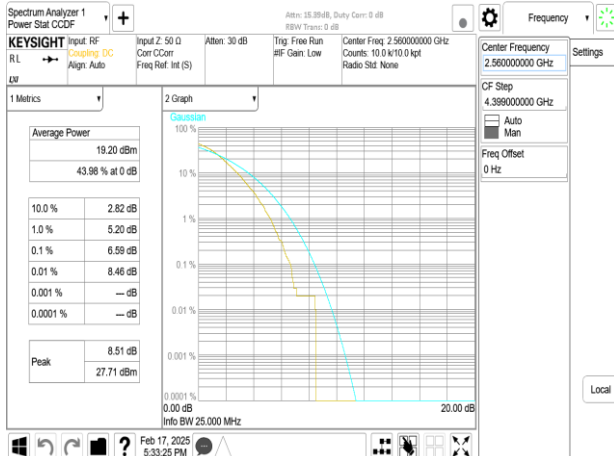 Spectrum Analyzer 1
Power Stat CCDF
Attn: 15.39dB, Duty Corr: 0 dB
RBW Trans: 0 dB
KEYSIGHT
RL
LXI
Input: RF
Coupling: DC
Align: Auto
Input Z: 50 Ω
Corr CCorr
Freq Ref: Int (S)
Atten: 30 dB
Trig: Free Run
#IF Gain: Low
Center Freq: 2.560000000 GHz
Counts: 10.0 k/10.0 kpt
Radio Std: None
1 Metrics
Average Power
19.20 dBm
43.98 % at 0 dB
10.0 % 2.82 dB
1.0 % 5.20 dB
0.1 % 6.59 dB
0.01 % 8.46 dB
0.001 % --- dB
0.0001 % --- dB
Peak
8.51 dB
27.71 dBm
2 Graph
Gaussian
100 %
10 %
1 %
0.1 %
0.01 %
0.001 %
0.0001 %
0.00 dB 20.00 dB
Info BW 25.000 MHz
Feb 17, 2025
5:33:25 PM
Frequency
Settings
Center Frequency
2.560000000 GHz
CF Step
4.399000000 GHz
Auto
Man
Freq Offset
0 Hz
Local